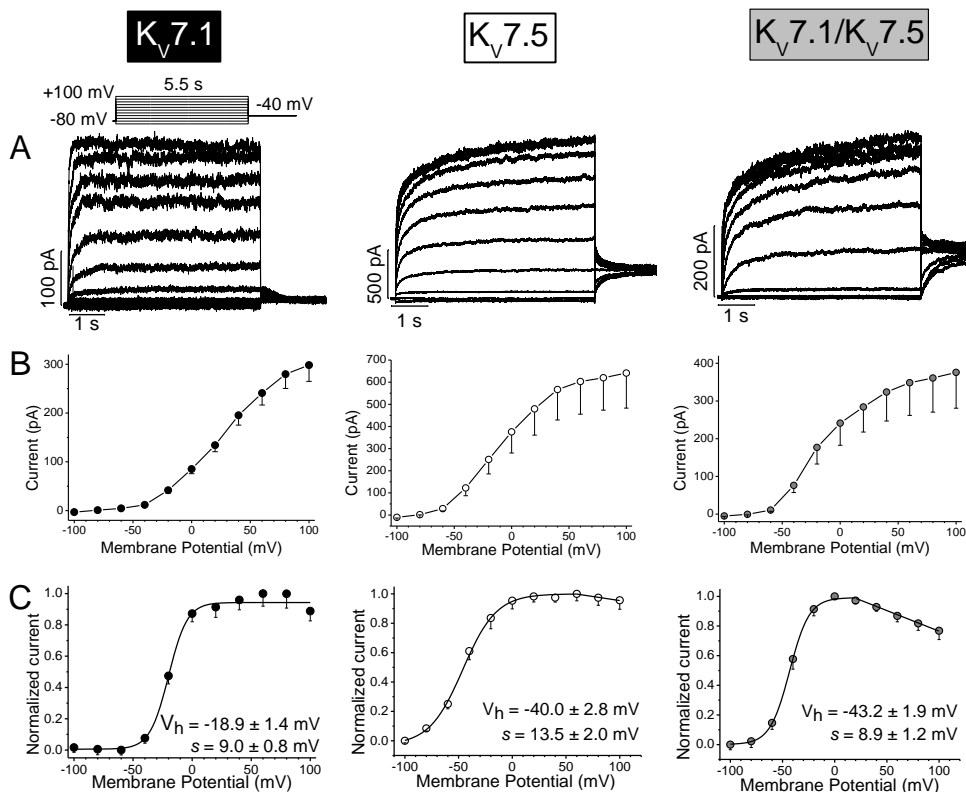 Kv7.1 Kv7.5 Kv7.1/Kv7.5
5.5 s
+100 mV
-40 mV
-80 mV
A
100 pA
1 s
500 pA
1 s
200 pA
1 s
B
Current (pA)
300
200
100
0
-100 -50 0 50 100
Membrane Potential (mV)
Current (pA)
700
600
500
400
300
200
100
0
-100 -50 0 50 100
Membrane Potential (mV)
Current (pA)
400
300
200
100
0
-100 -50 0 50 100
Membrane Potential (mV)
C
Normalized current
1.0
0.8
0.6
0.4
0.2
0.0
Vh = -18.9 ± 1.4 mV
s = 9.0 ± 0.8 mV
-100 -50 0 50 100
Membrane Potential (mV)
Normalized current
1.0
0.8
0.6
0.4
0.2
0.0
Vh = -40.0 ± 2.8 mV
s = 13.5 ± 2.0 mV
-100 -50 0 50 100
Membrane Potential (mV)
Normalized current
1.0
0.8
0.6
0.4
0.2
0.0
Vh = -43.2 ± 1.9 mV
s = 8.9 ± 1.2 mV
-100 -50 0 50 100
Membrane Potential (mV)